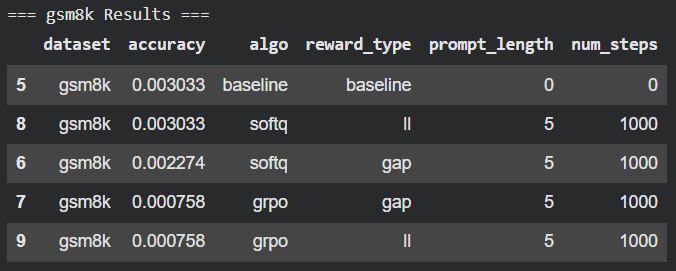 === gsm8k Results ===
dataset accuracy algo reward_type prompt_length num_steps
5 gsm8k 0.003033 baseline baseline 0 0
8 gsm8k 0.003033 softq ll 5 1000
6 gsm8k 0.002274 softq gap 5 1000
7 gsm8k 0.000758 grpo gap 5 1000
9 gsm8k 0.000758 grpo ll 5 1000